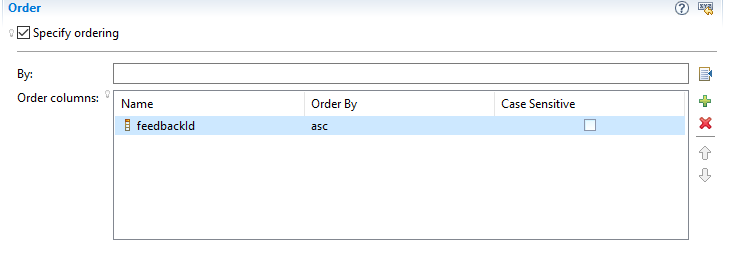 Order
Specify ordering
By:
Order columns:
Name Order By Case Sensitive
feedbackId asc